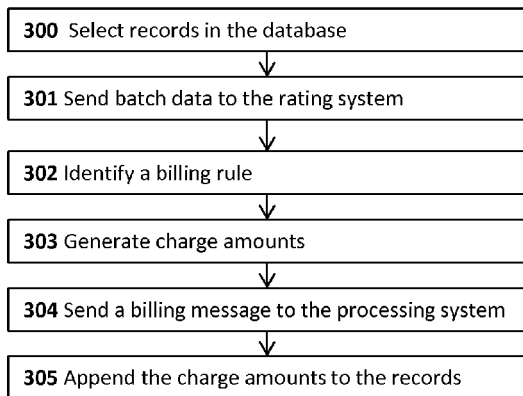 300 Select records in the database
301 Send batch data to the rating system
302 Identify a billing rule
303 Generate charge amounts
304 Send a billing message to the processing system
305 Append the charge amounts to the records